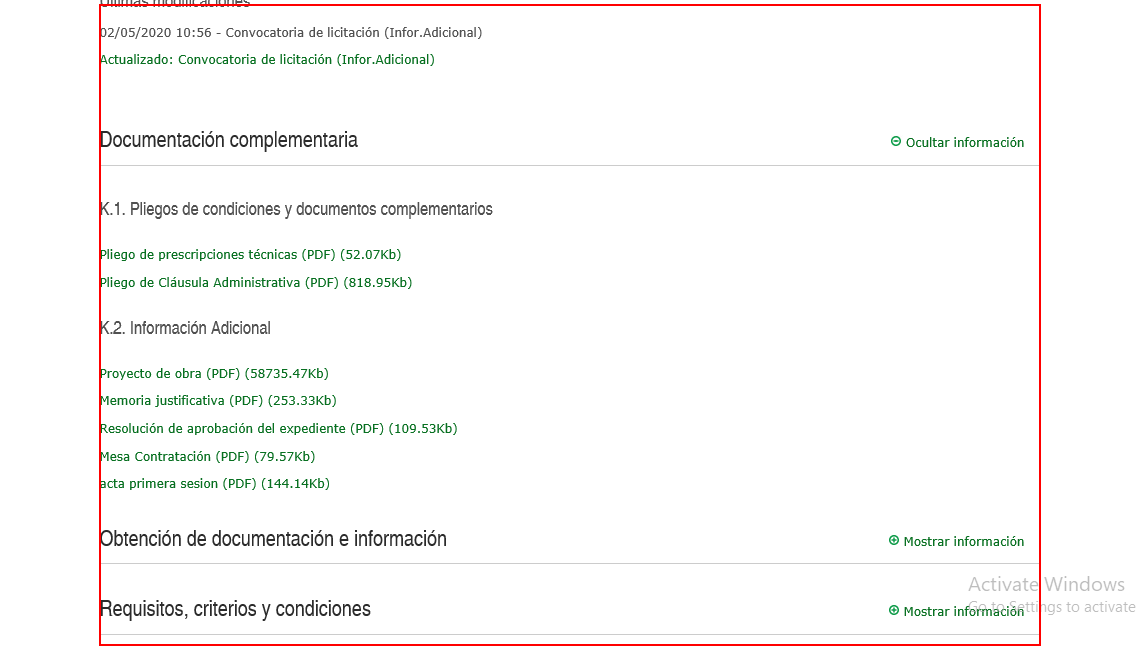 Últimas modificaciones
02/05/2020 10:56 - Convocatoria de licitación (Infor.Adicional)
Actualizado: Convocatoria de licitación (Infor.Adicional)
Documentación complementaria
Ocultar información
K.1. Pliegos de condiciones y documentos complementarios
Pliego de prescripciones técnicas (PDF) (52.07Kb)
Pliego de Cláusula Administrativa (PDF) (818.95Kb)
K.2. Información Adicional
Proyecto de obra (PDF) (58735.47Kb)
Memoria justificativa (PDF) (253.33Kb)
Resolución de aprobación del expediente (PDF) (109.53Kb)
Mesa Contratación (PDF) (79.57Kb)
acta primera sesion (PDF) (144.14Kb)
Obtención de documentación e información
Mostrar información
Activate Windows
Go to Settings to activate
Requisitos, criterios y condiciones
Mostrar información